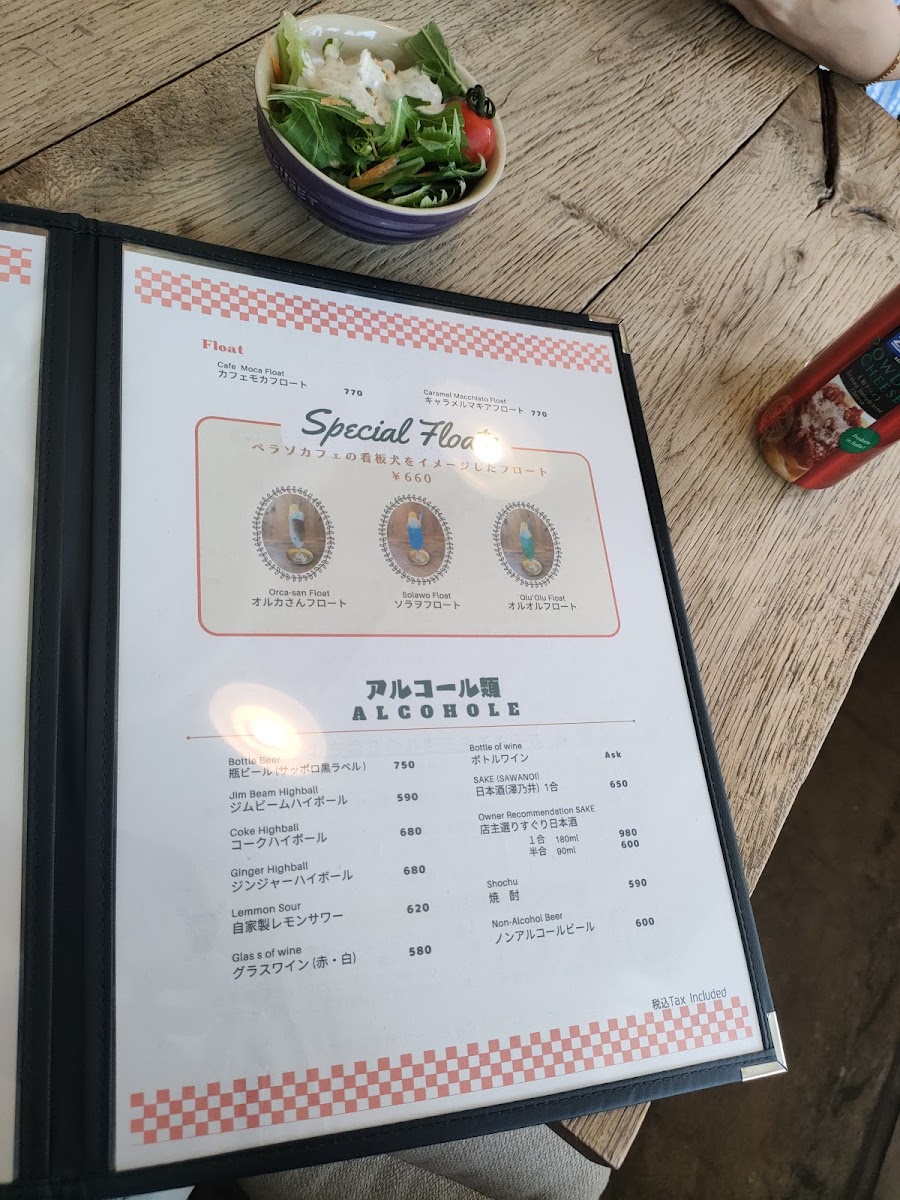 Float
Cafe Moca Float
カフェモカフロート 770
Caramel Macchiato Float
キャラメルマキアフロート 770
Special
ペラソカフェの看板犬をイメージしたフロート
¥660
Orca-san Float
オルカさんフロート
Solawo Float
ソラヲフロート
Olu'Olu Float
オルオルフロート
アルコール類
ALCOHOLE
Bottle Beer
瓶ビール(サッポロ黒ラベル) 750
Jim Beam Highball
ジムビームハイボール 590
Coke Highball
コークハイボール 680
Ginger Highball
ジンジャーハイボール 680
Lemmon Sour
自家製レモンサワー 620
Glas s of wine
グラスワイン(赤・白) 580
Bottle of wine
ボトルワイン Ask
SAKE (SAWANOI)
日本酒(澤乃井) 1合 650
Owner Recommendation SAKE
店主選りすぐり日本酒
1合 180ml 980
半合 90ml 600
Shochu
焼 酎 590
Non-Alcohol Beer
ノンアルコールビール 600
税込Tax Included